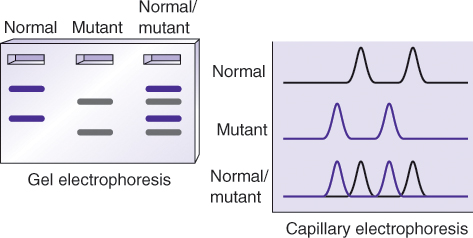 Normal/
Normal Mutant mutant
Gel electrophoresis
Normal
Mutant
Normal/
mutant
Capillary electrophoresis